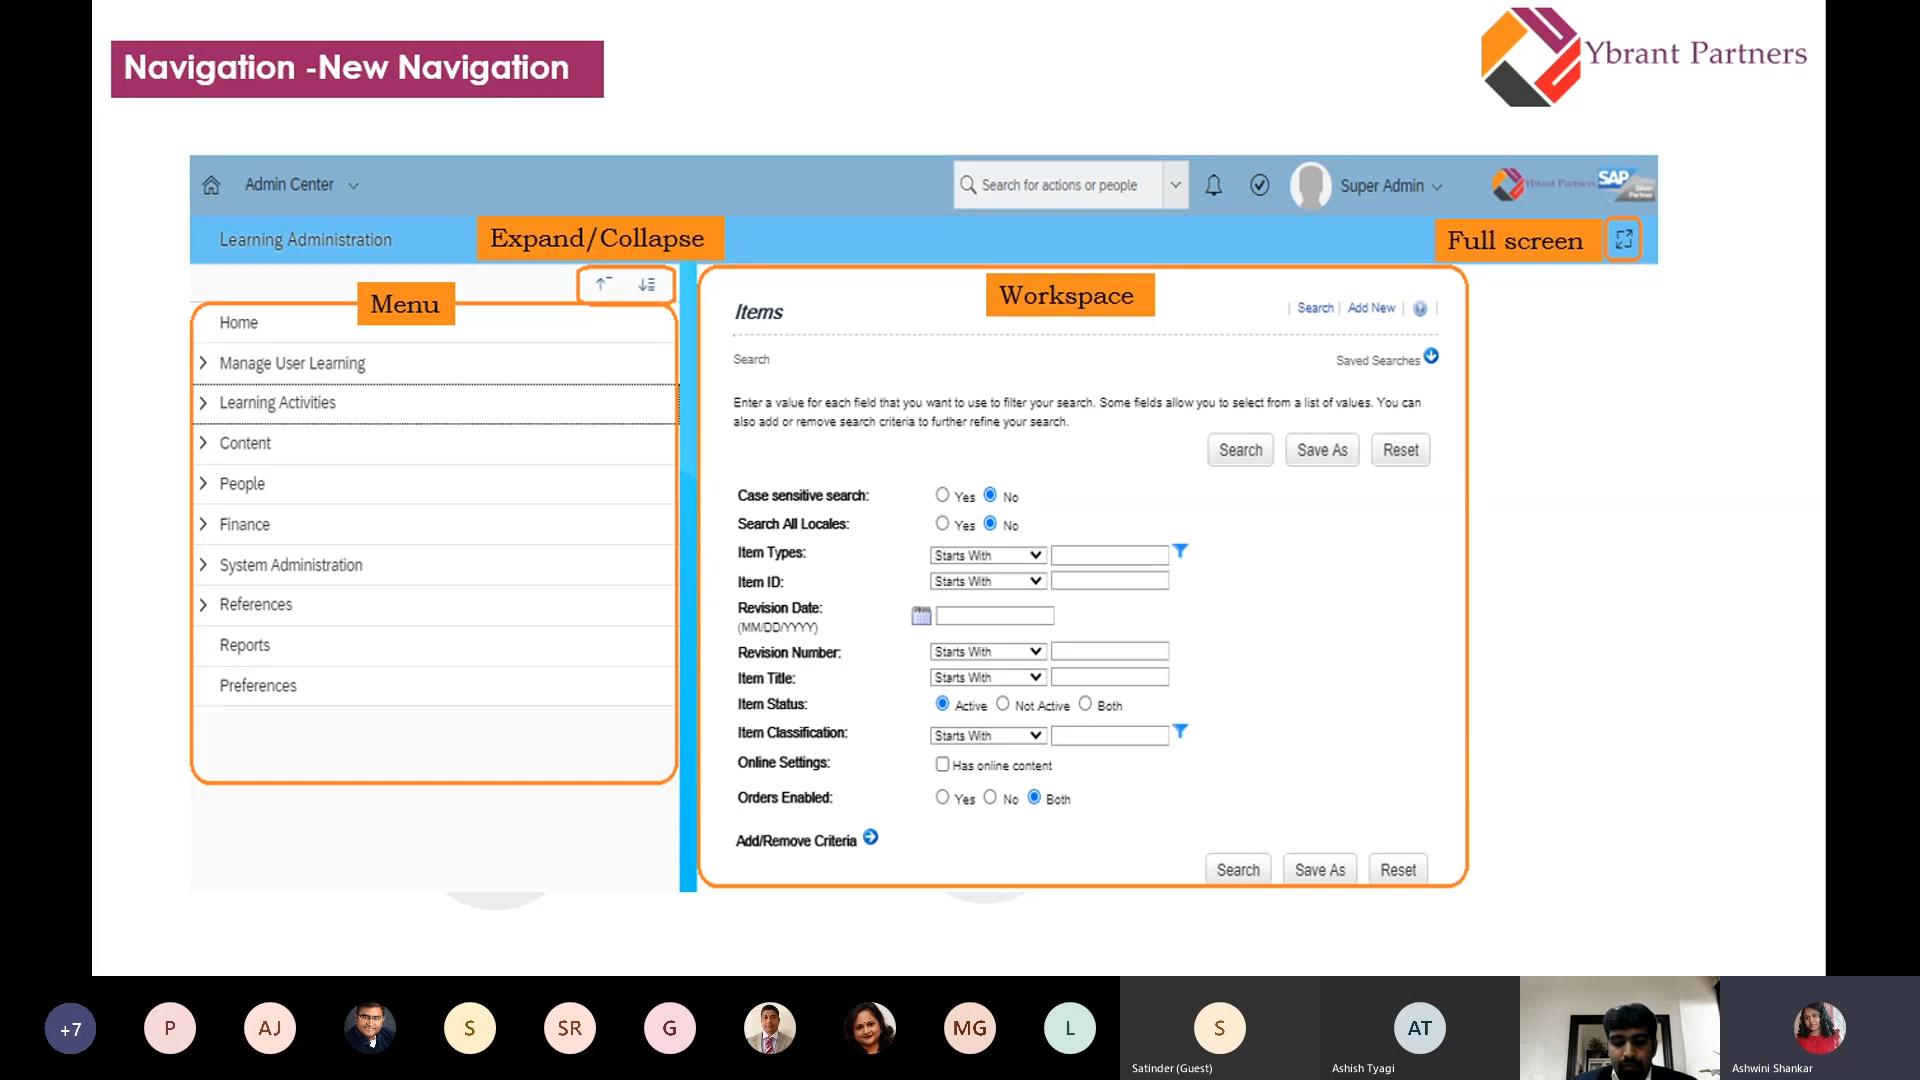 Navigation -New Navigation
Ybrant Partners
Admin Center
Search for actions or people
Super Admin
Ybrant Partners
SAP
Silver
Partner
Learning Administration
Expand/Collapse
Full screen
Menu
Workspace
Home
Manage User Learning
Learning Activities
Content
People
Finance
System Administration
References
Reports
Preferences
Items
| Search | Add New | ? |
Search
Saved Searches
Enter a value for each field that you want to use to filter your search. Some fields allow you to select from a list of values. You can
also add or remove search criteria to further refine your search.
Search Save As Reset
Case sensitive search: Yes No
Search All Locales: Yes No
Item Types: Starts With
Item ID: Starts With
Revision Date:
(MM/DD/YYYY)
Revision Number: Starts With
Item Title: Starts With
Item Status: Active Not Active Both
Item Classification: Starts With
Online Settings: Has online content
Orders Enabled: Yes No Both
Add/Remove Criteria
Search Save As Reset
+7 P AJ S SR G MG L S AT
Satinder (Guest) Ashish Tyagi Ashwini Shankar